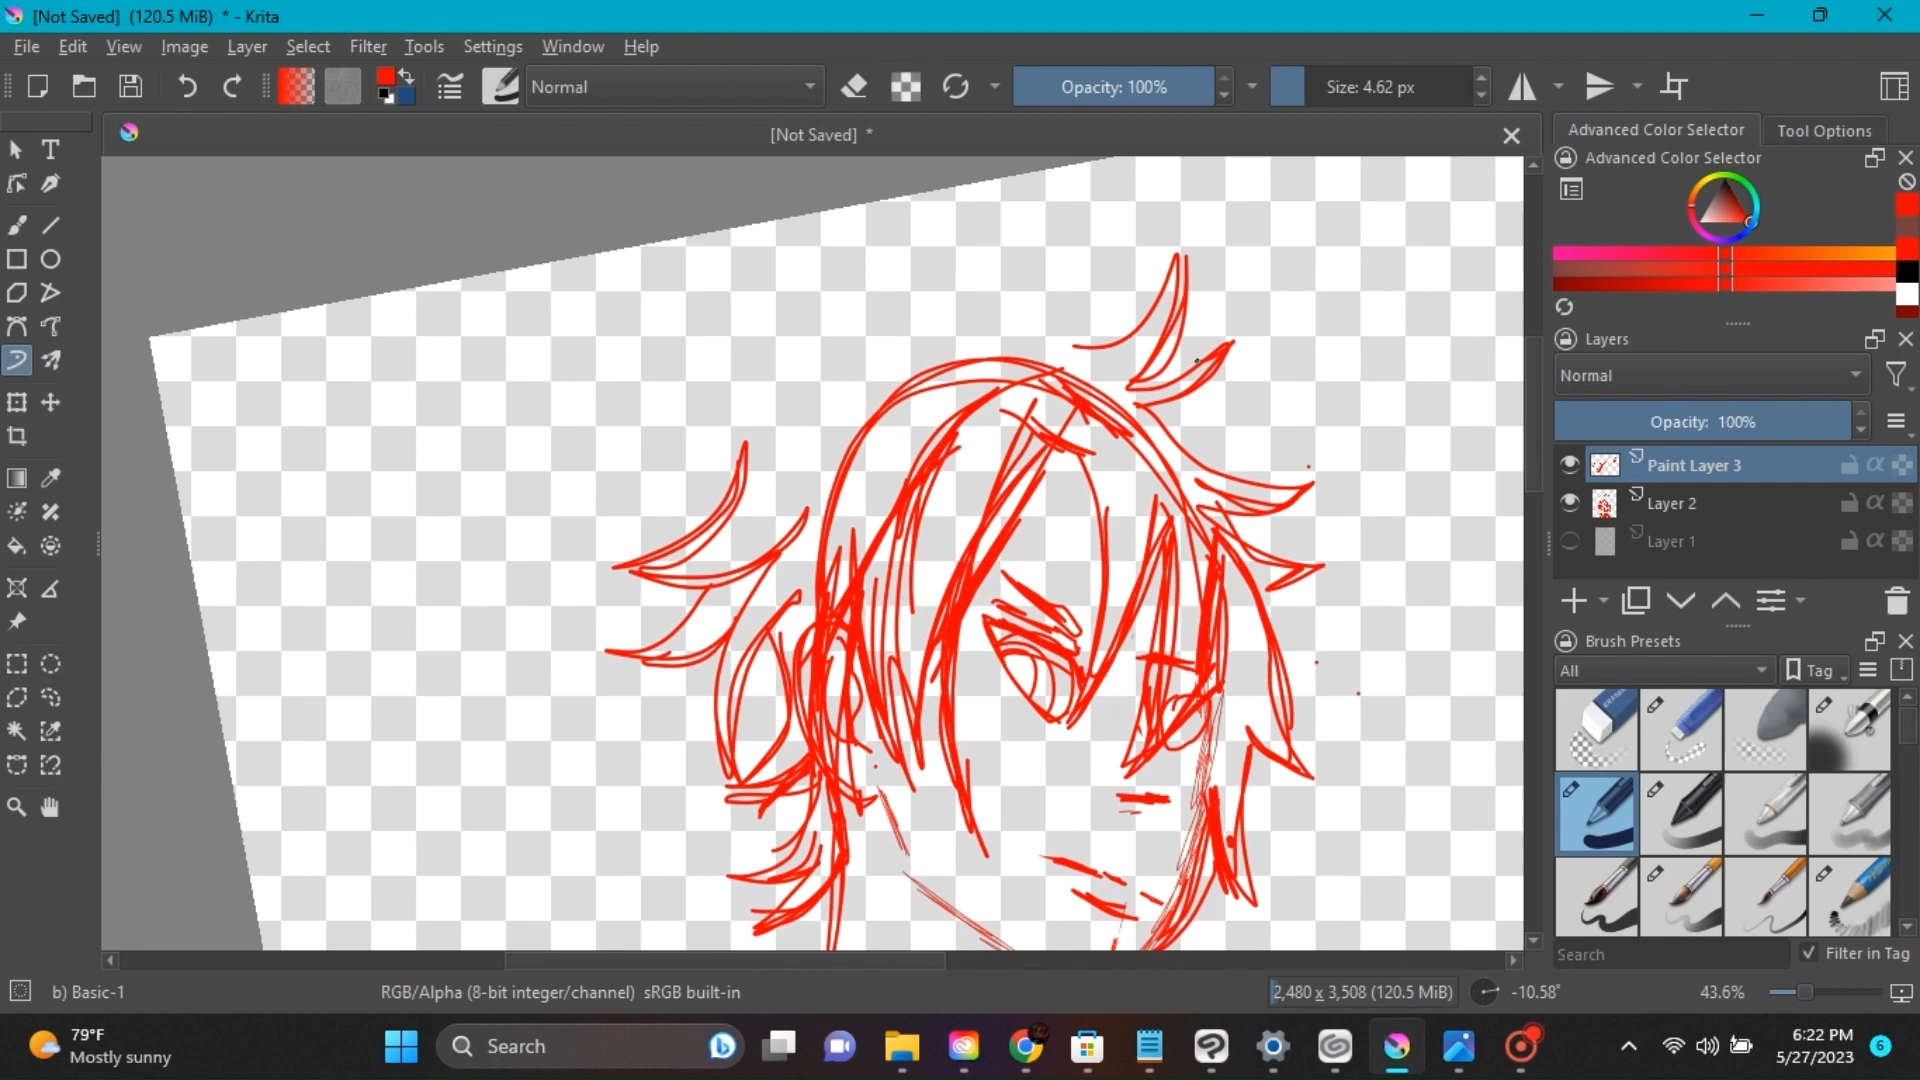 [Not Saved]  (120.5 MiB)  * - Krita
File Edit View Image Layer Select Filter Tools Settings Window Help
Normal
Opacity: 100%
Size: 4.62 px
[Not Saved]  *
Advanced Color Selector
Tool Options
Advanced Color Selector
Layers
Normal
Opacity:  100%
Paint Layer 3
Layer 2
Layer 1
Brush Presets
All
Tag
Search
Filter in Tag
b) Basic-1
RGB/Alpha (8-bit integer/channel)  sRGB built-in
2,480 x 3,508 (120.5 MiB)
-10.58°
43.6%
79°F
Mostly sunny
Search
6:22 PM
5/27/2023
6